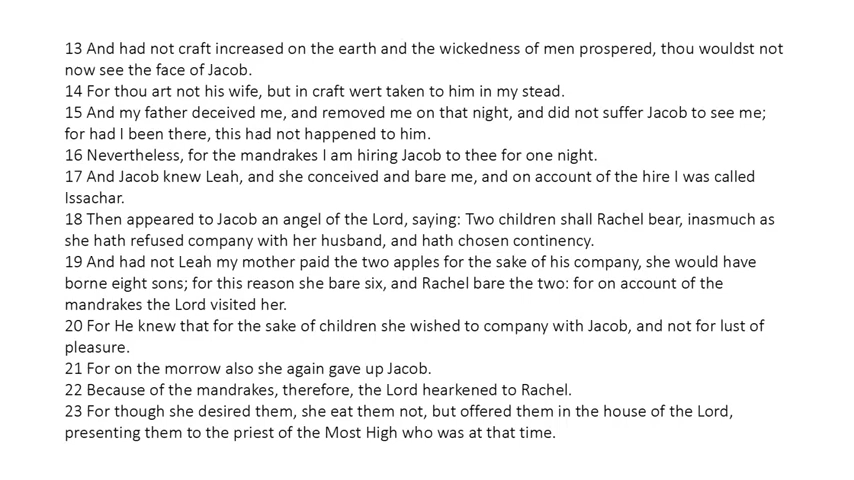 13 And had not craft increased on the earth and the wickedness of men prospered, thou wouldst not
now see the face of Jacob.
14 For thou art not his wife, but in craft wert taken to him in my stead.
15 And my father deceived me, and removed me on that night, and did not suffer Jacob to see me;
for had I been there, this had not happened to him.
16 Nevertheless, for the mandrakes I am hiring Jacob to thee for one night.
17 And Jacob knew Leah, and she conceived and bare me, and on account of the hire I was called
Issachar.
18 Then appeared to Jacob an angel of the Lord, saying: Two children shall Rachel bear, inasmuch as
she hath refused company with her husband, and hath chosen continency.
19 And had not Leah my mother paid the two apples for the sake of his company, she would have
borne eight sons; for this reason she bare six, and Rachel bare the two: for on account of the
mandrakes the Lord visited her.
20 For He knew that for the sake of children she wished to company with Jacob, and not for lust of
pleasure.
21 For on the morrow also she again gave up Jacob.
22 Because of the mandrakes, therefore, the Lord hearkened to Rachel.
23 For though she desired them, she eat them not, but offered them in the house of the Lord,
presenting them to the priest of the Most High who was at that time.